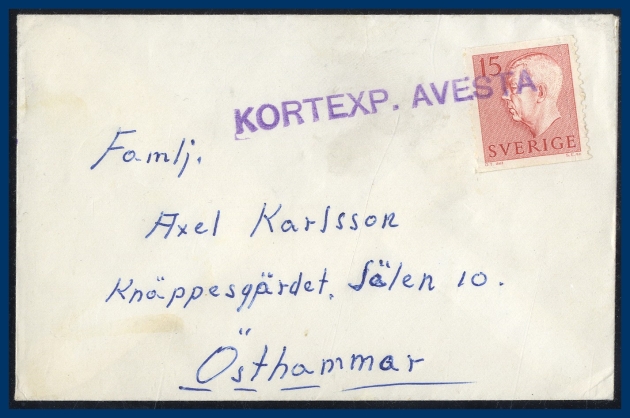 15
KORTEXP. AVESTA
SVERIGE
Famlj.
Axel Karlsson
Knäppesgärdet, Sälen 10.
Östhammar